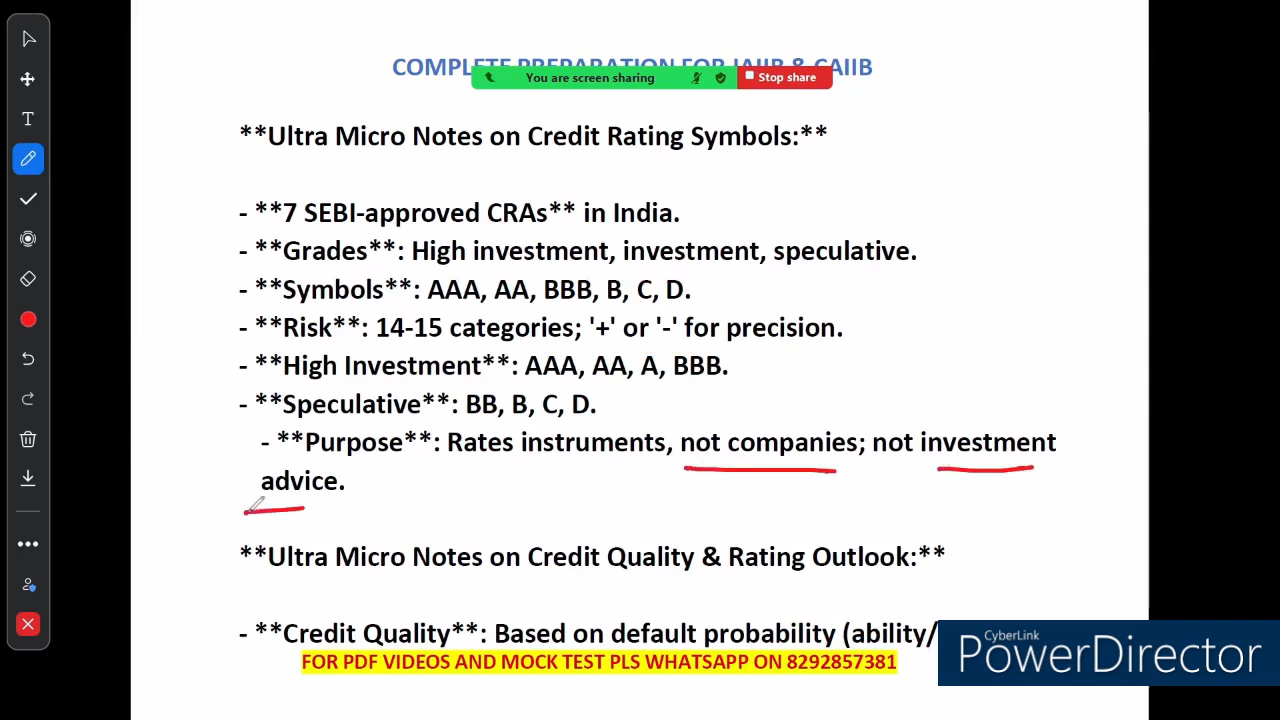 COMPLETE PREPARATION FOR JAIIB & CAIIB
You are screen sharing
Stop share
**Ultra Micro Notes on Credit Rating Symbols:**
- **7 SEBI-approved CRAs** in India.
- **Grades**: High investment, investment, speculative.
- **Symbols**: AAA, AA, BBB, B, C, D.
- **Risk**: 14-15 categories; '+' or '-' for precision.
- **High Investment**: AAA, AA, A, BBB.
- **Speculative**: BB, B, C, D.
- **Purpose**: Rates instruments, not companies; not investment
advice.
**Ultra Micro Notes on Credit Quality & Rating Outlook:**
- **Credit Quality**: Based on default probability (ability/
FOR PDF VIDEOS AND MOCK TEST PLS WHATSAPP ON 8292857381
CyberLink
PowerDirector
T